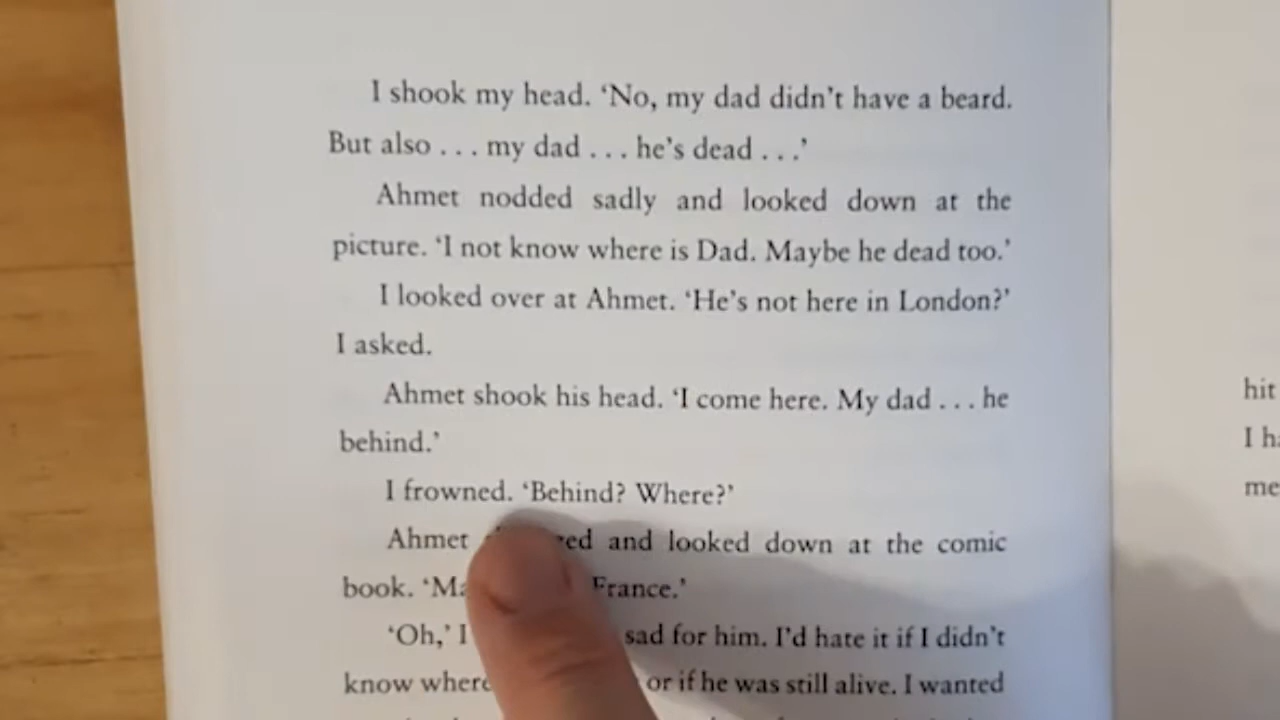 I shook my head. ‘No, my dad didn’t have a beard.
But also . . . my dad . . . he’s dead . . .’
Ahmet nodded sadly and looked down at the
picture. ‘I not know where is Dad. Maybe he dead too.’
I looked over at Ahmet. ‘He’s not here in London?’
I asked.
Ahmet shook his head. ‘I come here. My dad . . . he
behind.’
I frowned. ‘Behind? Where?’
Ahmet and looked down at the comic
book. France.’
‘Oh,’ I sad for him. I’d hate it if I didn’t
know or if he was still alive. I wanted
hit
me